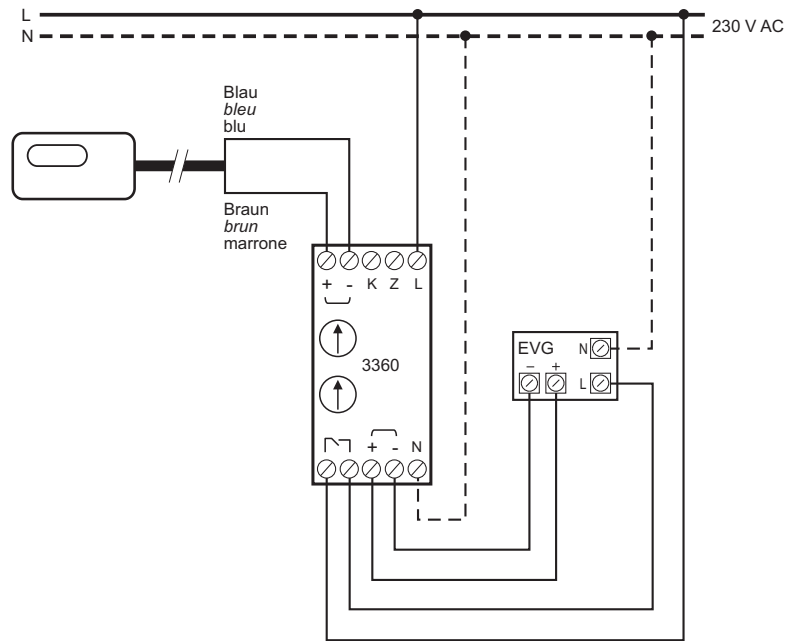 L
N
230 V AC
Blau
bleu
blu
Braun
brun
marrone
+ - K Z L
3360
+ - N
EVG N
− +
L